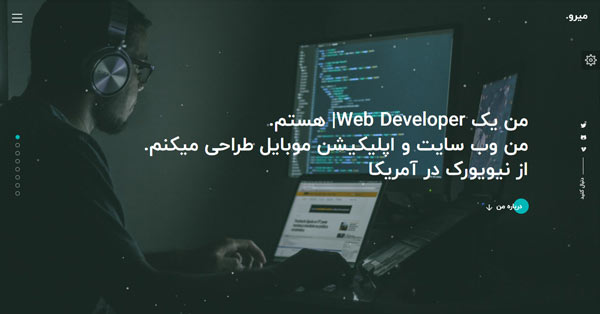 میرو.
من یک Web Developer| هستم.
من وب سایت و اپلیکیشن موبایل طراحی میکنم.
از نیویورک در آمریکا
درباره من
دنبال کنید